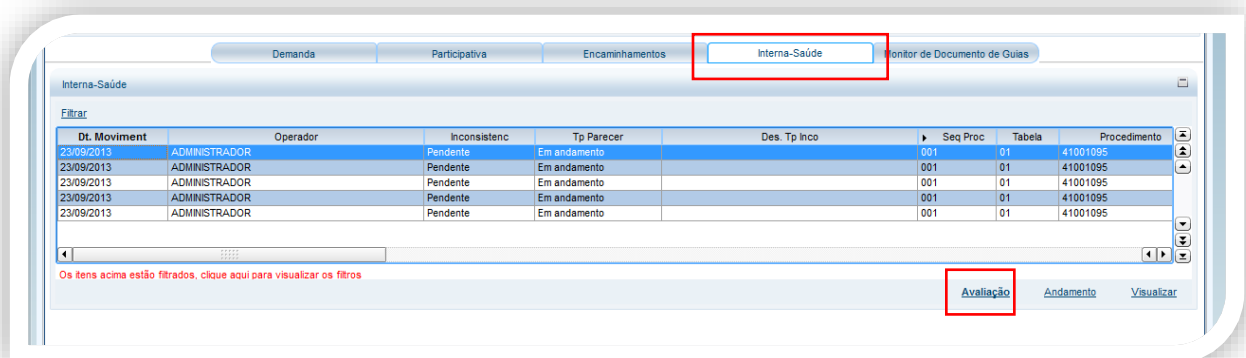 Demanda Participativa Encaminhamentos Interna-Saúde Monitor de Documento de Guias
Interna-Saúde
Filtrar
Dt. Moviment Operador Inconsistenc Tp Parecer Des. Tp Inco Seq Proc Tabela Procedimento
23/09/2013 ADMINISTRADOR Pendente Em andamento 001 01 41001095
23/09/2013 ADMINISTRADOR Pendente Em andamento 001 01 41001095
23/09/2013 ADMINISTRADOR Pendente Em andamento 001 01 41001095
23/09/2013 ADMINISTRADOR Pendente Em andamento 001 01 41001095
23/09/2013 ADMINISTRADOR Pendente Em andamento 001 01 41001095
Os itens acima estão filtrados, clique aqui para visualizar os filtros
Avaliação Andamento Visualizar